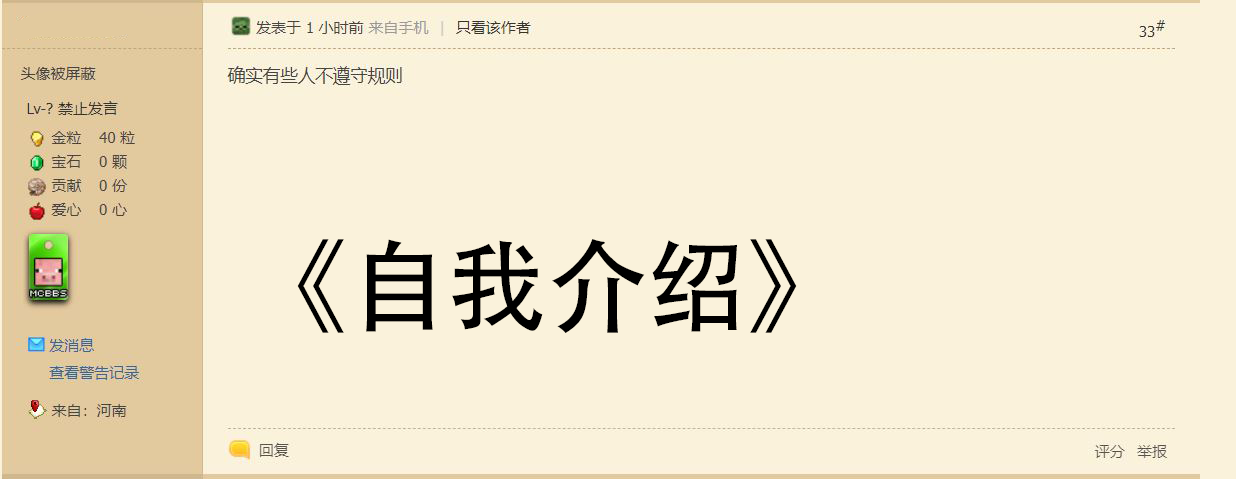 发表于 1 小时前 来自手机 | 只看该作者
33#
头像被屏蔽
确实有些人不遵守规则
Lv-? 禁止发言
金粒 40 粒
宝石 0 颗
贡献 0 份
爱心 0 心
MCBBS
《自我介绍》
发消息
查看警告记录
来自：河南
回复
评分 举报